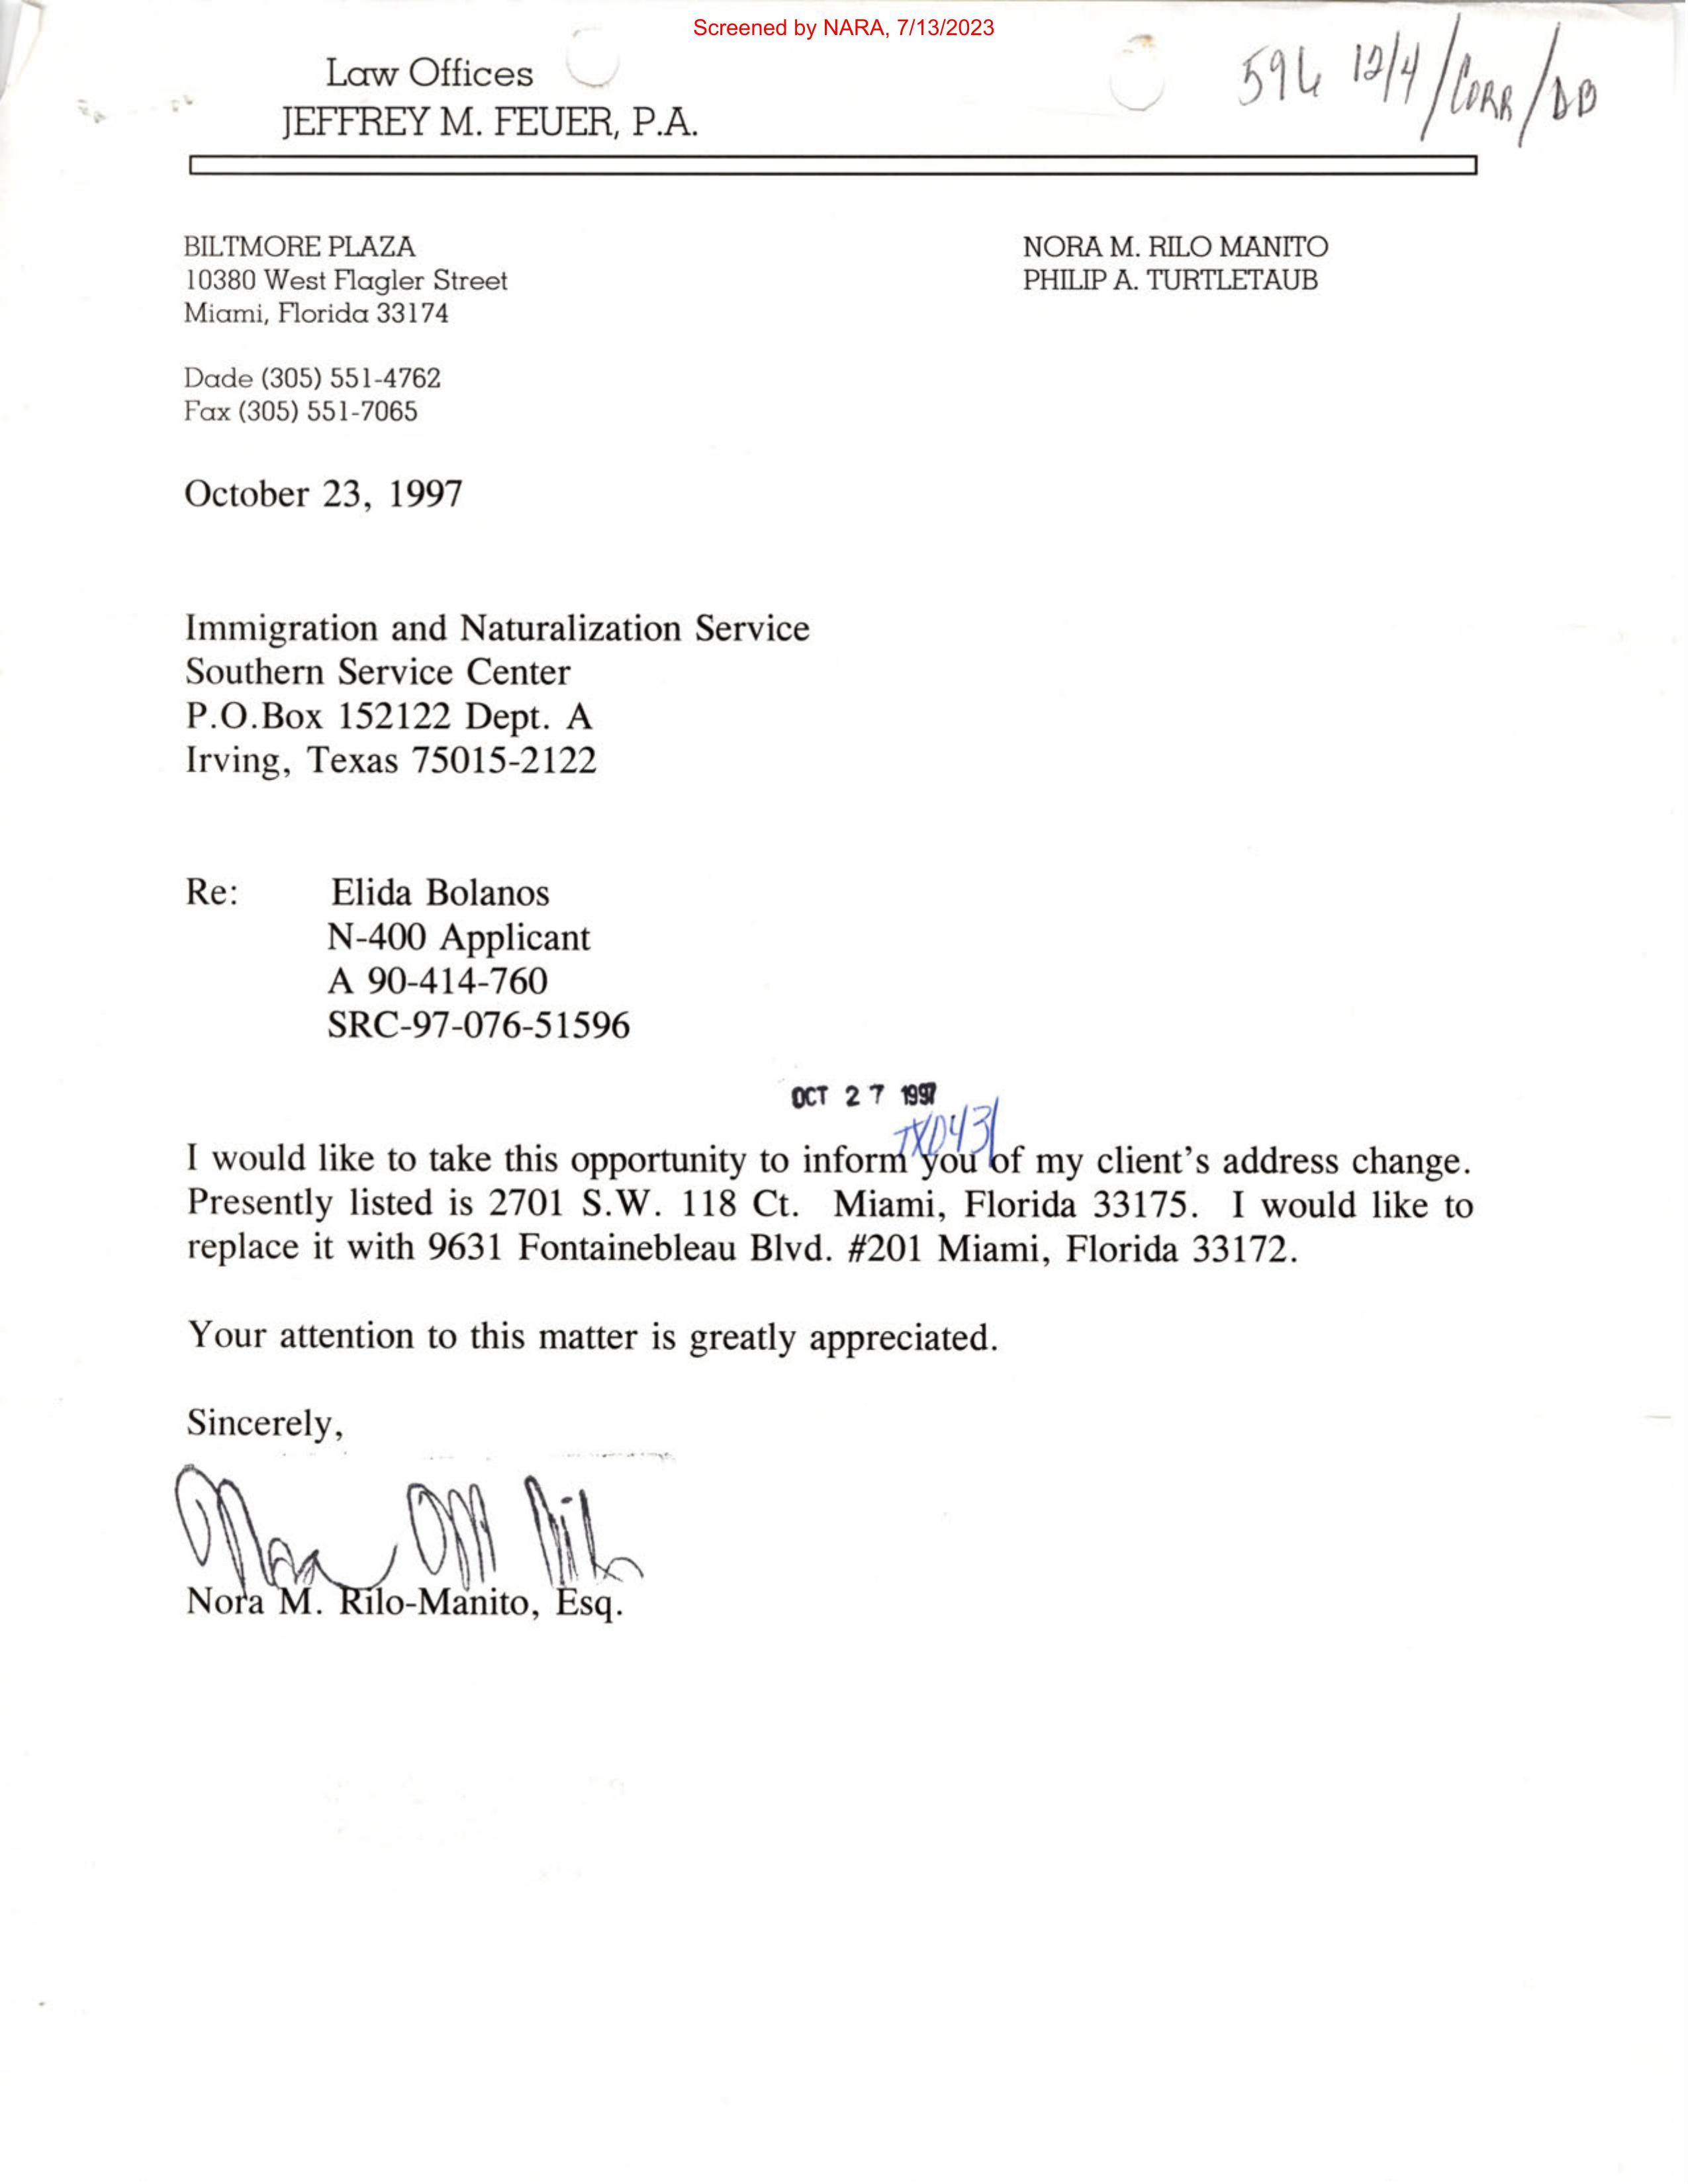 Screened by NARA, 7/13/2023
596 12/4/CORR/DB
Law Offices
JEFFREY M. FEUER, P.A.
BILTMORE PLAZA
10380 West Flagler Street
Miami, Florida 33174
NORA M. RILO MANITO
PHILIP A. TURTLETAUB
Dade (305) 551-4762
Fax (305) 551-7065
October 23, 1997
Immigration and Naturalization Service
Southern Service Center
P.O.Box 152122 Dept. A
Irving, Texas 75015-2122
Re: Elida Bolanos
N-400 Applicant
A 90-414-760
SRC-97-076-51596
OCT 27 1997
TXD431
I would like to take this opportunity to inform you of my client's address change.
Presently listed is 2701 S.W. 118 Ct. Miami, Florida 33175. I would like to
replace it with 9631 Fontainebleau Blvd. #201 Miami, Florida 33172.
Your attention to this matter is greatly appreciated.
Sincerely,
Nora M. Rilo-Manito, Esq.